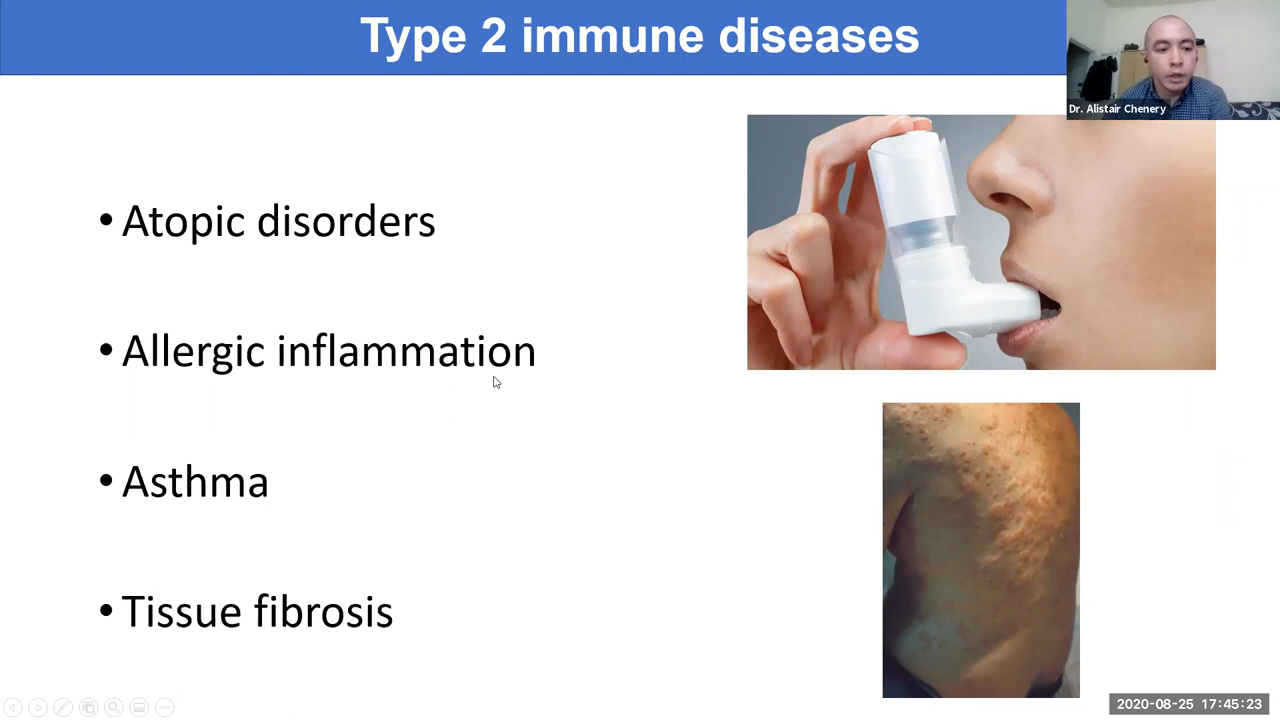 Type 2 immune diseases
Dr. Alistair Chenery
• Atopic disorders
• Allergic inflammation
• Asthma
• Tissue fibrosis
2020-08-25 17:45:23